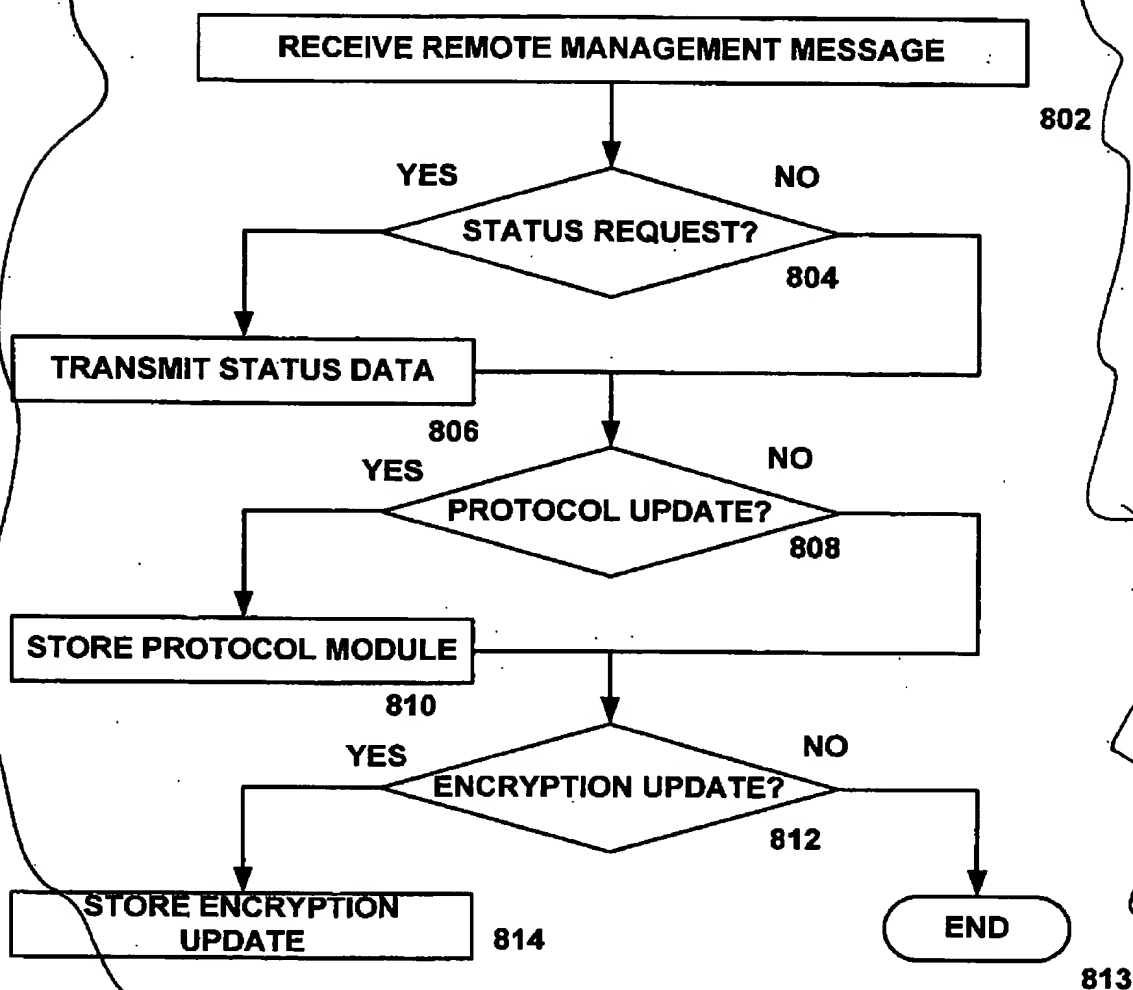 RECEIVE REMOTE MANAGEMENT MESSAGE
802
YES
NO
STATUS REQUEST?
804
TRANSMIT STATUS DATA
806
YES
NO
PROTOCOL UPDATE?
808
STORE PROTOCOL MODULE
810
YES
NO
ENCRYPTION UPDATE?
812
STORE ENCRYPTION
UPDATE
814
END
813